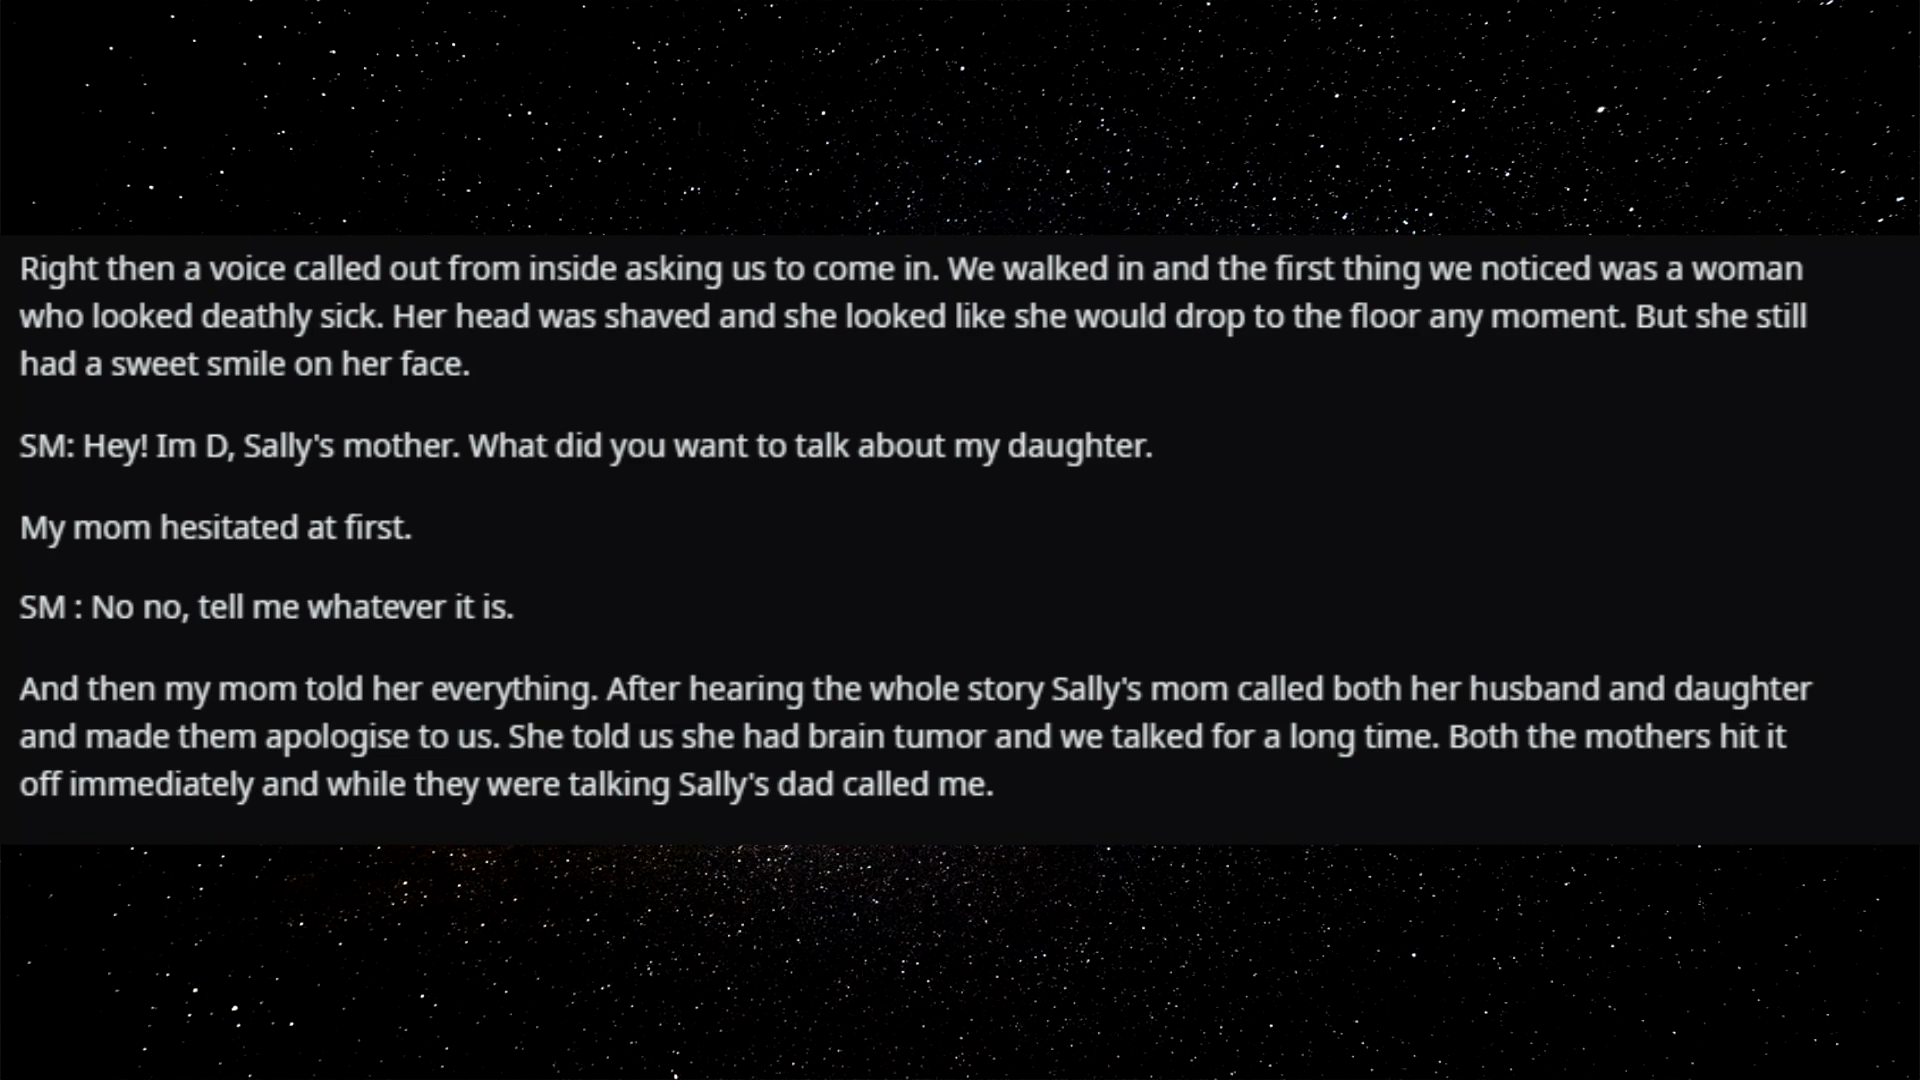 Right then a voice called out from inside asking us to come in. We walked in and the first thing we noticed was a woman
who looked deathly sick. Her head was shaved and she looked like she would drop to the floor any moment. But she still
had a sweet smile on her face.
SM: Hey! Im D, Sally's mother. What did you want to talk about my daughter.
My mom hesitated at first.
SM : No no, tell me whatever it is.
And then my mom told her everything. After hearing the whole story Sally's mom called both her husband and daughter
and made them apologise to us. She told us she had brain tumor and we talked for a long time. Both the mothers hit it
off immediately and while they were talking Sally's dad called me.